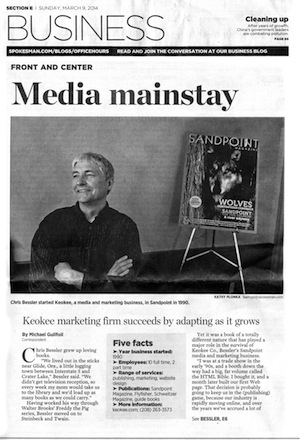 SECTION E | SUNDAY, MARCH 9, 2014
BUSINESS
Cleaning up
After years of growth,
China's government leaders
are combating pollution.
PAGE E6
SPOKESMAN.COM/BLOGS/OFFICEHOURS READ AND JOIN THE CONVERSATION AT OUR BUSINESS BLOG
FRONT AND CENTER
Media mainstay
SANDPOINT
MAGAZINE
WOLVES
SANDPOINT
KATHY PLONKA
Chris Bessler started Keokee, a media and marketing business, in Sandpoint in 1990.
Keokee marketing firm succeeds by adapting as it grows
By Michael Guilfoil
Correspondent
Chris Bessler grew up loving
books.
"We lived out in the sticks
near Glide, Ore., a little logging
town between Interstate 5 and
Crater Lake," Bessler said. "We
didn't get television reception, so
every week my mom would take us
to the library and we'd load up as
many books as we could carry."
Having worked his way through
Walter Brooks' Freddy the Pig
series, Bessler moved on to
Steinbeck and Twain.
Five facts
➤ Year business started:
1990
➤ Employees: 10 full time, 2
part time
➤ Range of services:
publishing, marketing, website
design
➤ Publications: Sandpoint
Magazine, Flyfisher, Schweitzer
Magazine, guide books
➤ More information:
keokee.com; (208) 263-3573
Yet it was a book of a totally
different nature that has played a
major role in the survival of
Keokee Co., Bessler's Sandpoint
media and marketing business.
"I was at a trade show in the
early '90s, and a booth down the
way had a big, fat volume called
the HTML Bible. I bought it, and a
month later built our first Web
page. That decision is probably
going to keep us in the (publishing)
game, because our industry is
rapidly moving online, and over
the years we've accrued a lot of
See BESSLER, E6